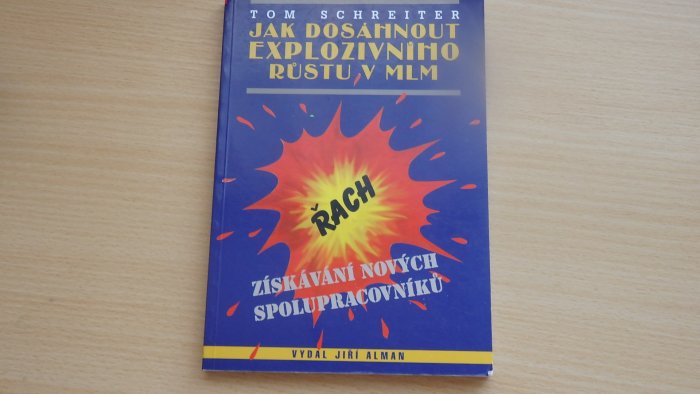 TOM SCHREITER
JAK DOSÁHNOUT
EXPLOZIVNÍHO
RŮSTU V MLM
ŘACH
ZÍSKÁVÁNÍ NOVÝCH
SPOLUPRACOVNÍKŮ
VYDAL JIŘÍ ALMAN